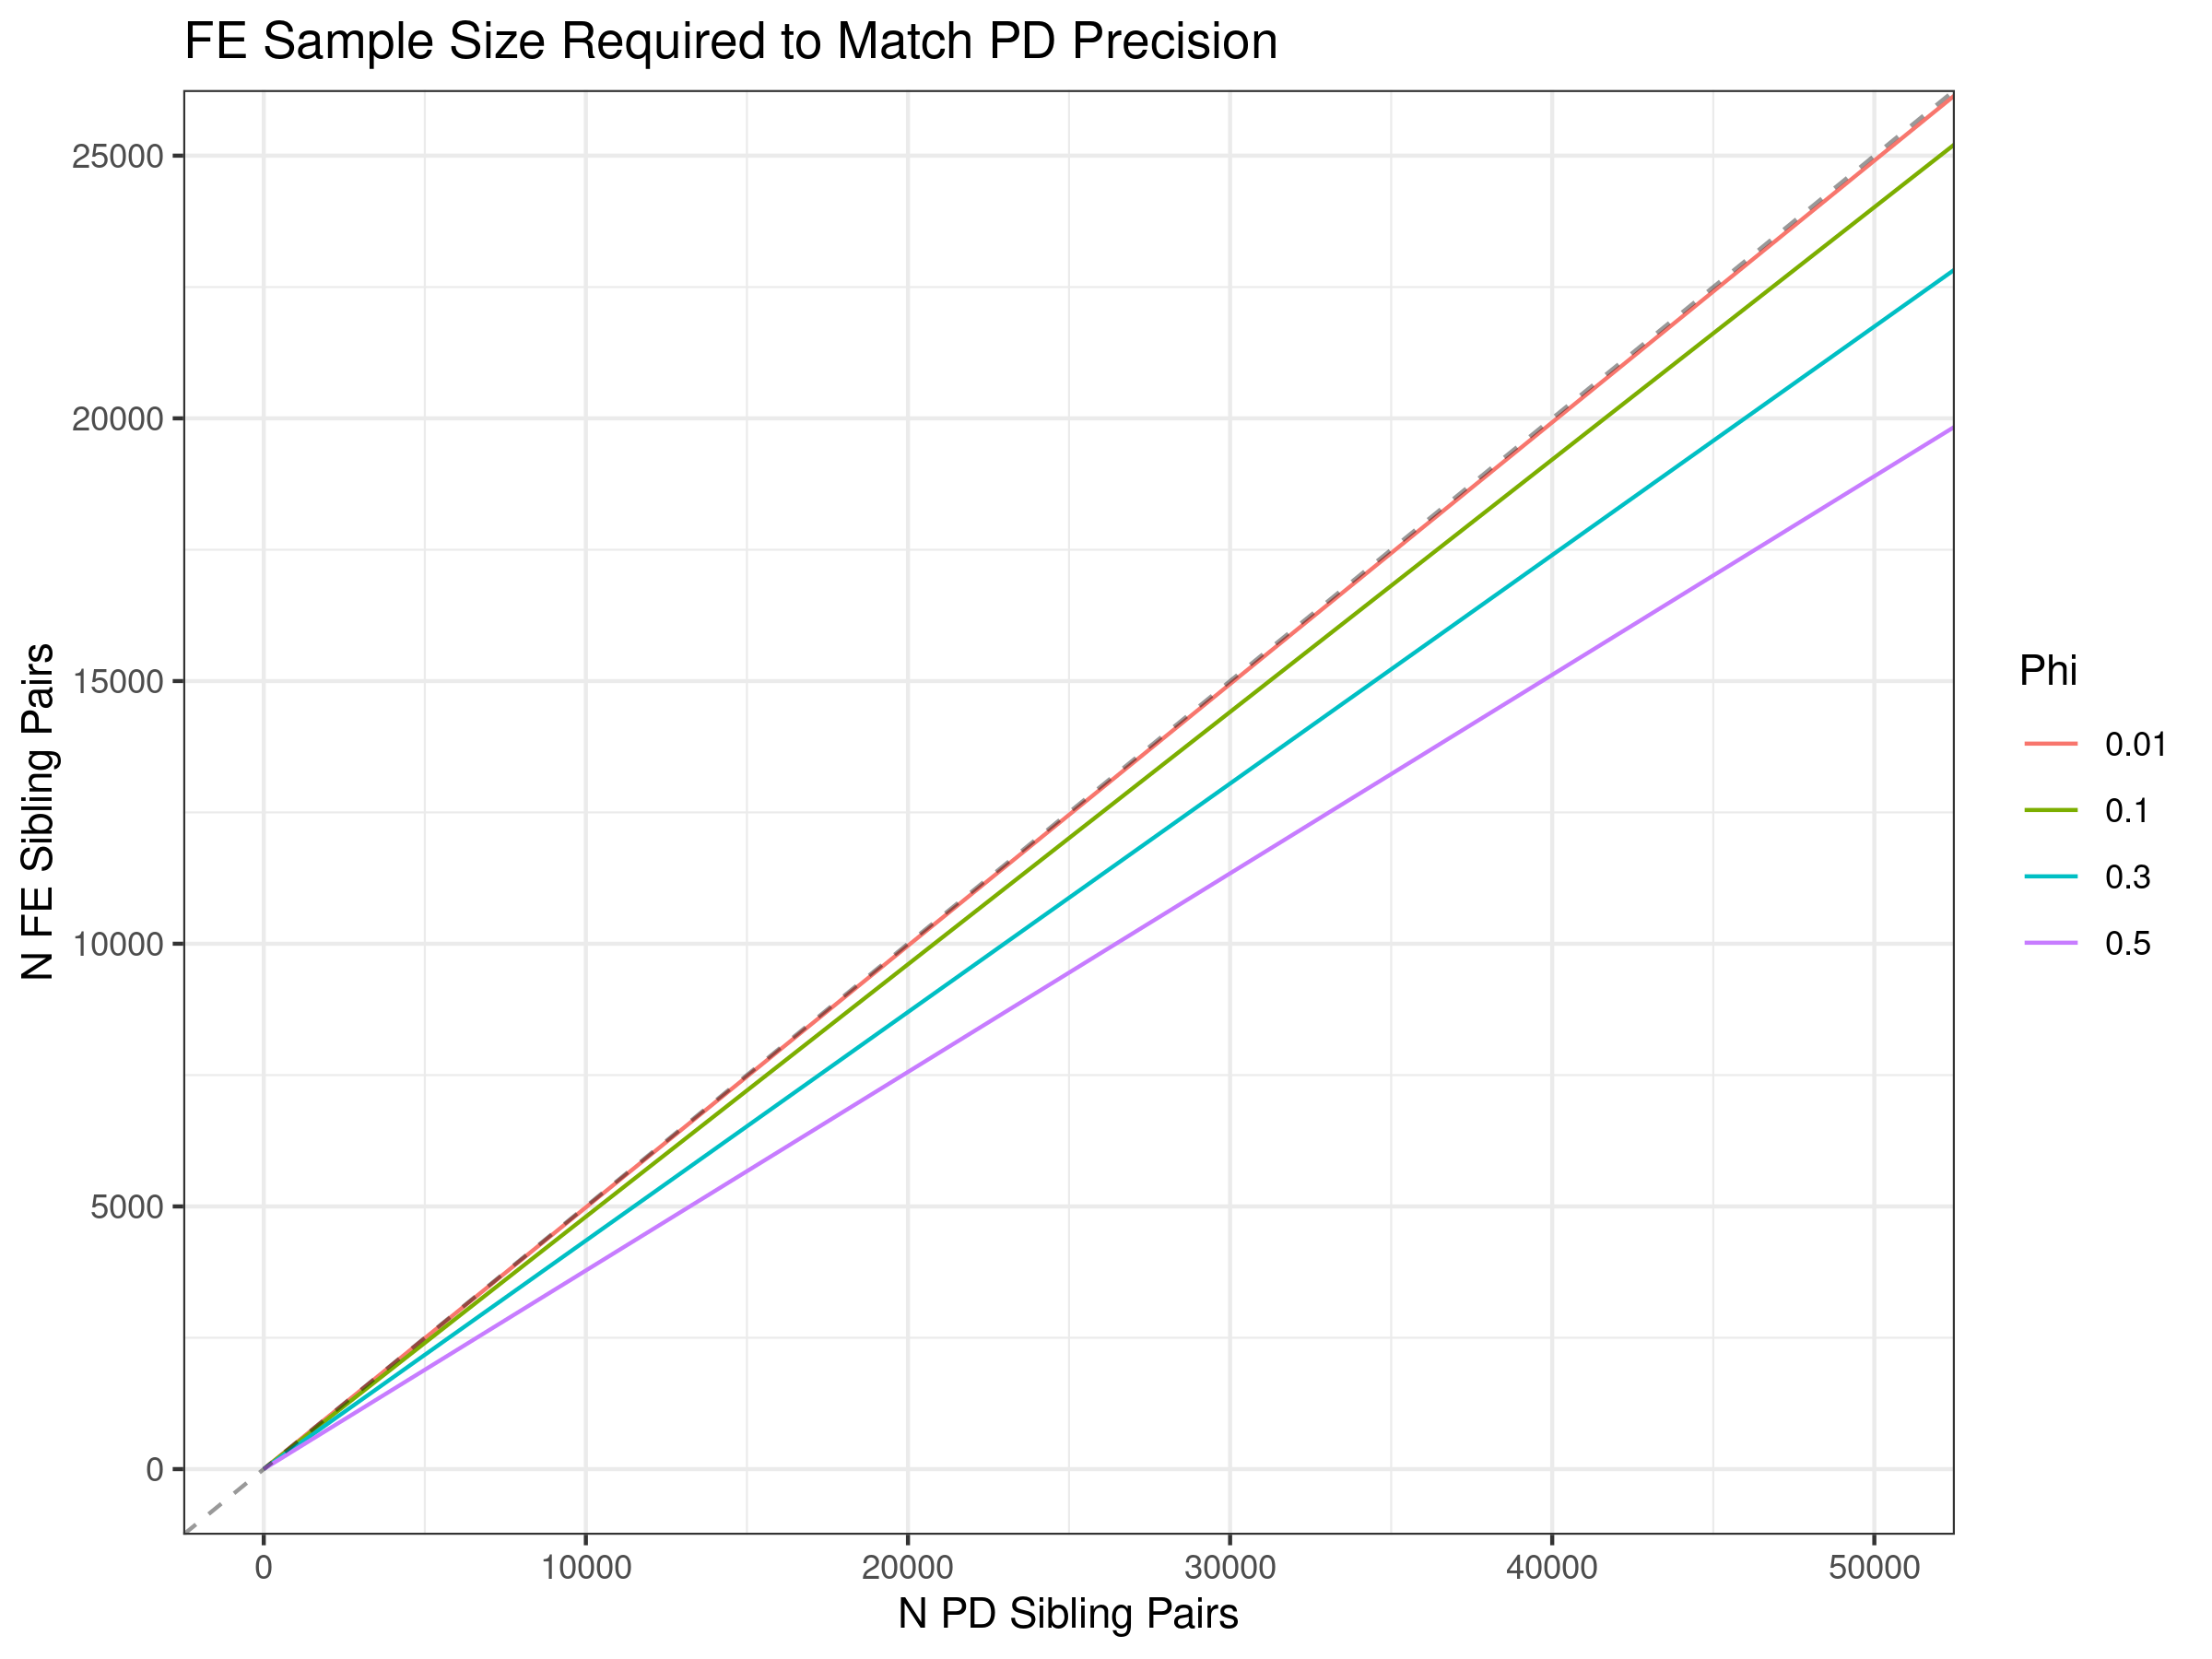 FE Sample Size Required to Match PD Precision
25000
20000
15000
10000
5000
0
N FE Sibling Pairs
0 10000 20000 30000 40000 50000
N PD Sibling Pairs
Phi
0.01
0.1
0.3
0.5